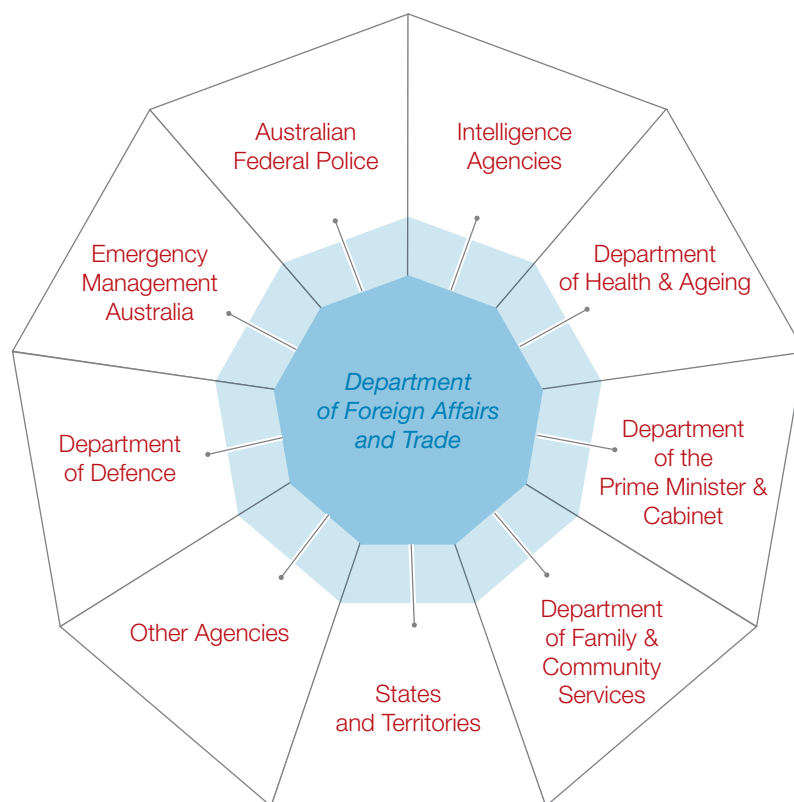 Australian
Federal Police
Intelligence
Agencies
Emergency
Management
Australia
Department
of Health & Ageing
Department
of Foreign Affairs
and Trade
Department
of Defence
Department
of the
Prime Minister &
Cabinet
Other Agencies
Department
of Family &
Community
Services
States
and Territories